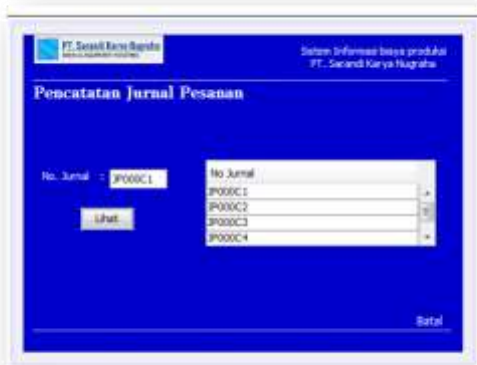 PT. Sarandi Karya Nugraha
Sistem Informasi biaya produksi
PT. Sarandi Karya Nugraha
Pencatatan Jurnal Pesanan
No. Jurnal : JP000C1
Lihat
No Jurnal
JP000C1
JP000C2
JP000C3
JP000C4
Batal